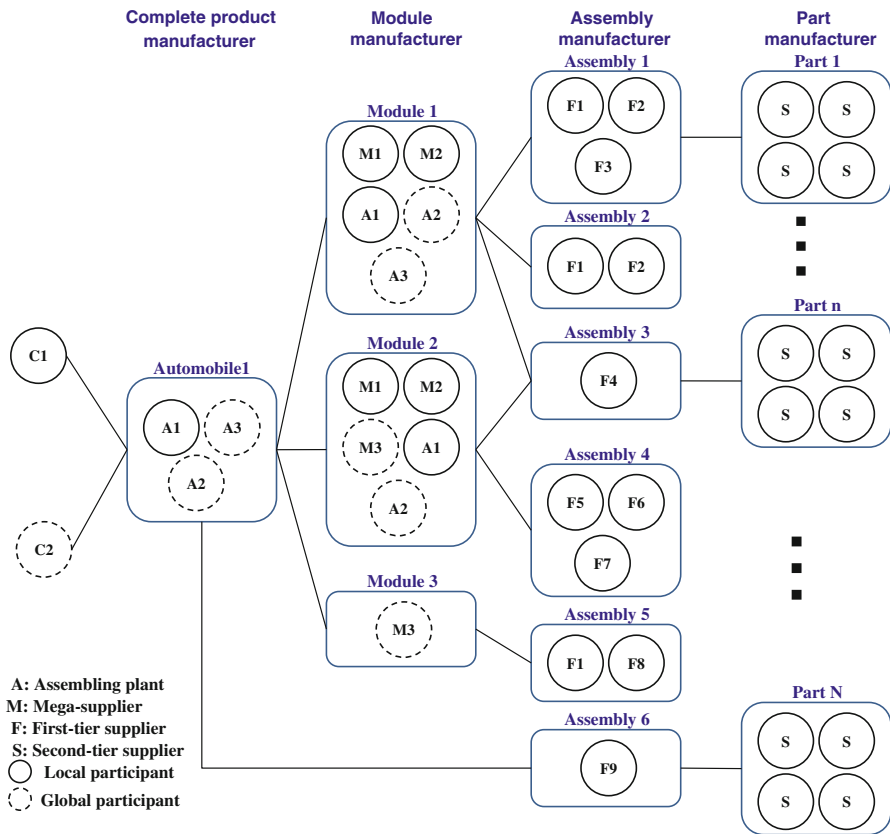 Complete product
manufacturer
Module
manufacturer
Assembly
manufacturer
Part
manufacturer
Module 1
M1 M2
A1 A2
A3
Assembly 1
F1 F2
F3
Part 1
S S
S S
Assembly 2
F1 F2
C1
C2
Automobile1
A1 A3
A2
Module 2
M1 M2
M3 A1
A2
Assembly 3
F4
Part n
S S
S S
Assembly 4
F5 F6
F7
Module 3
M3
Assembly 5
F1 F8
Assembly 6
F9
Part N
S S
S S
A: Assembling plant
M: Mega-supplier
F: First-tier supplier
S: Second-tier supplier
Local participant
Global participant